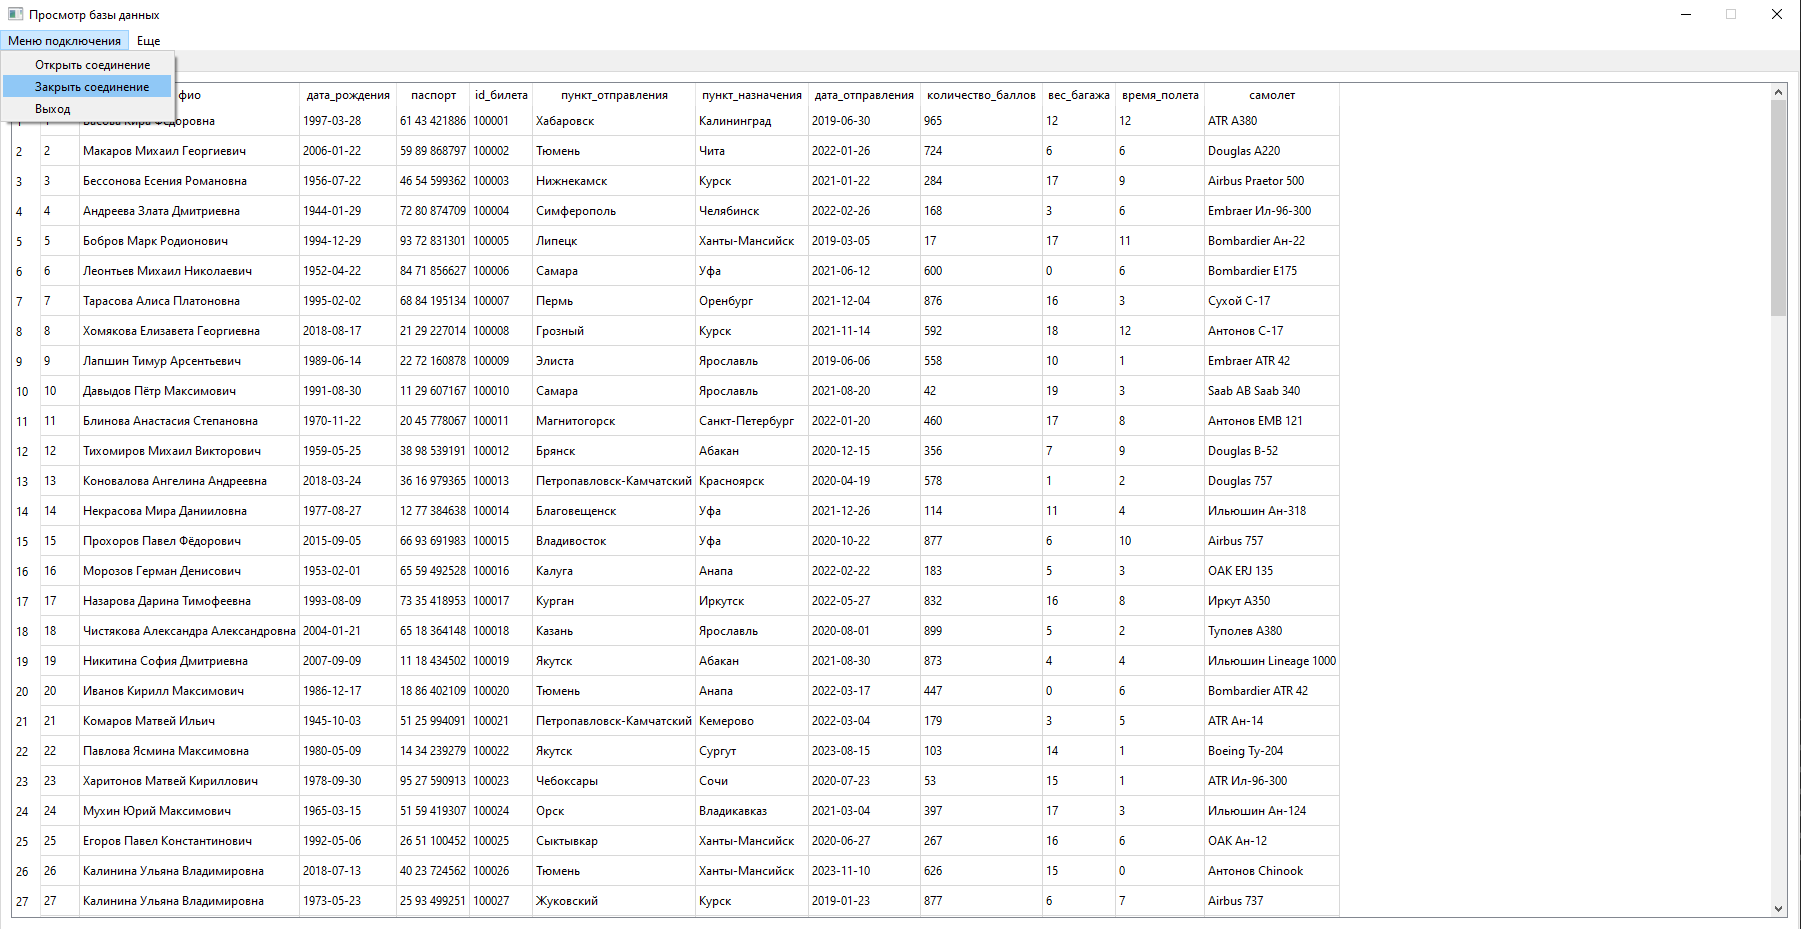 Просмотр базы данных
Меню подключения Еще
Открыть соединение
Закрыть соединение
Выход
фио дата_рождения паспорт id_билета пункт_отправления пункт_назначения дата_отправления количество_баллов вес_багажа время_полета самолет
1 1 Басова Кира Фёдоровна 1997-03-28 61 43 421886 100001 Хабаровск Калининград 2019-06-30 965 12 12 ATR A380
2 2 Макаров Михаил Георгиевич 2006-01-22 59 89 868797 100002 Тюмень Чита 2022-01-26 724 6 6 Douglas A220
3 3 Бессонова Есения Романовна 1956-07-22 46 54 599362 100003 Нижнекамск Курск 2021-01-22 284 17 9 Airbus Praetor 500
4 4 Андреева Злата Дмитриевна 1944-01-29 72 80 874709 100004 Симферополь Челябинск 2022-02-26 168 3 6 Embraer Ил-96-300
5 5 Бобров Марк Родионович 1994-12-29 93 72 831301 100005 Липецк Ханты-Мансийск 2019-03-05 17 17 11 Bombardier Ан-22
6 6 Леонтьев Михаил Николаевич 1952-04-22 84 71 856627 100006 Самара Уфа 2021-06-12 600 0 6 Bombardier E175
7 7 Тарасова Алиса Платоновна 1995-02-02 68 84 195134 100007 Пермь Оренбург 2021-12-04 876 16 3 Сухой C-17
8 8 Хомякова Елизавета Георгиевна 2018-08-17 21 29 227014 100008 Грозный Курск 2021-11-14 592 18 12 Антонов C-17
9 9 Лапшин Тимур Арсентьевич 1989-06-14 22 72 160878 100009 Элиста Ярославль 2019-06-06 558 10 1 Embraer ATR 42
10 10 Давыдов Пётр Максимович 1991-08-30 11 29 607167 100010 Самара Ярославль 2021-08-20 42 19 3 Saab AB Saab 340
11 11 Блинова Анастасия Степановна 1970-11-22 20 45 778067 100011 Магнитогорск Санкт-Петербург 2022-01-20 460 17 8 Антонов EMB 121
12 12 Тихомиров Михаил Викторович 1959-05-25 38 98 539191 100012 Брянск Абакан 2020-12-15 356 7 9 Douglas B-52
13 13 Коновалова Ангелина Андреевна 2018-03-24 36 16 979365 100013 Петропавловск-Камчатский Красноярск 2020-04-19 578 1 2 Douglas 757
14 14 Некрасова Мира Данииловна 1977-08-27 12 77 384638 100014 Благовещенск Уфа 2021-12-26 114 11 4 Ильюшин Ан-318
15 15 Прохоров Павел Фёдорович 2015-09-05 66 93 691983 100015 Владивосток Уфа 2020-10-22 877 6 10 Airbus 757
16 16 Морозов Герман Денисович 1953-02-01 65 59 492528 100016 Калуга Анапа 2022-02-22 183 5 3 ОАК ERJ 135
17 17 Назарова Дарина Тимофеевна 1993-08-09 73 35 418953 100017 Курган Иркутск 2022-05-27 832 16 8 Иркут A350
18 18 Чистякова Александра Александровна 2004-01-21 65 18 364148 100018 Казань Ярославль 2020-08-01 899 5 2 Туполев A380
19 19 Никитина София Дмитриевна 2007-09-09 11 18 434502 100019 Якутск Абакан 2021-08-30 873 4 4 Ильюшин Lineage 1000
20 20 Иванов Кирилл Максимович 1986-12-17 18 86 402109 100020 Тюмень Анапа 2022-03-17 447 0 6 Bombardier ATR 42
21 21 Комаров Матвей Ильич 1945-10-03 51 25 994091 100021 Петропавловск-Камчатский Кемерово 2022-03-04 179 3 5 ATR Ан-14
22 22 Павлова Ясмина Максимовна 1980-05-09 14 34 239279 100022 Якутск Сургут 2023-08-15 103 14 1 Boeing Ту-204
23 23 Харитонов Матвей Кириллович 1978-09-30 95 27 590913 100023 Чебоксары Сочи 2020-07-23 53 15 1 ATR Ил-96-300
24 24 Мухин Юрий Максимович 1965-03-15 51 59 419307 100024 Орск Владикавказ 2021-03-04 397 17 3 Ильюшин Ан-124
25 25 Егоров Павел Константинович 1992-05-06 26 51 100452 100025 Сыктывкар Ханты-Мансийск 2020-06-27 267 16 6 ОАК Ан-12
26 26 Калинина Ульяна Владимировна 2018-07-13 40 23 724562 100026 Тюмень Ханты-Мансийск 2023-11-10 626 15 0 Антонов Chinook
27 27 Калинина Ульяна Владимировна 1973-05-23 25 93 499251 100027 Жуковский Курск 2019-01-23 877 6 7 Airbus 737